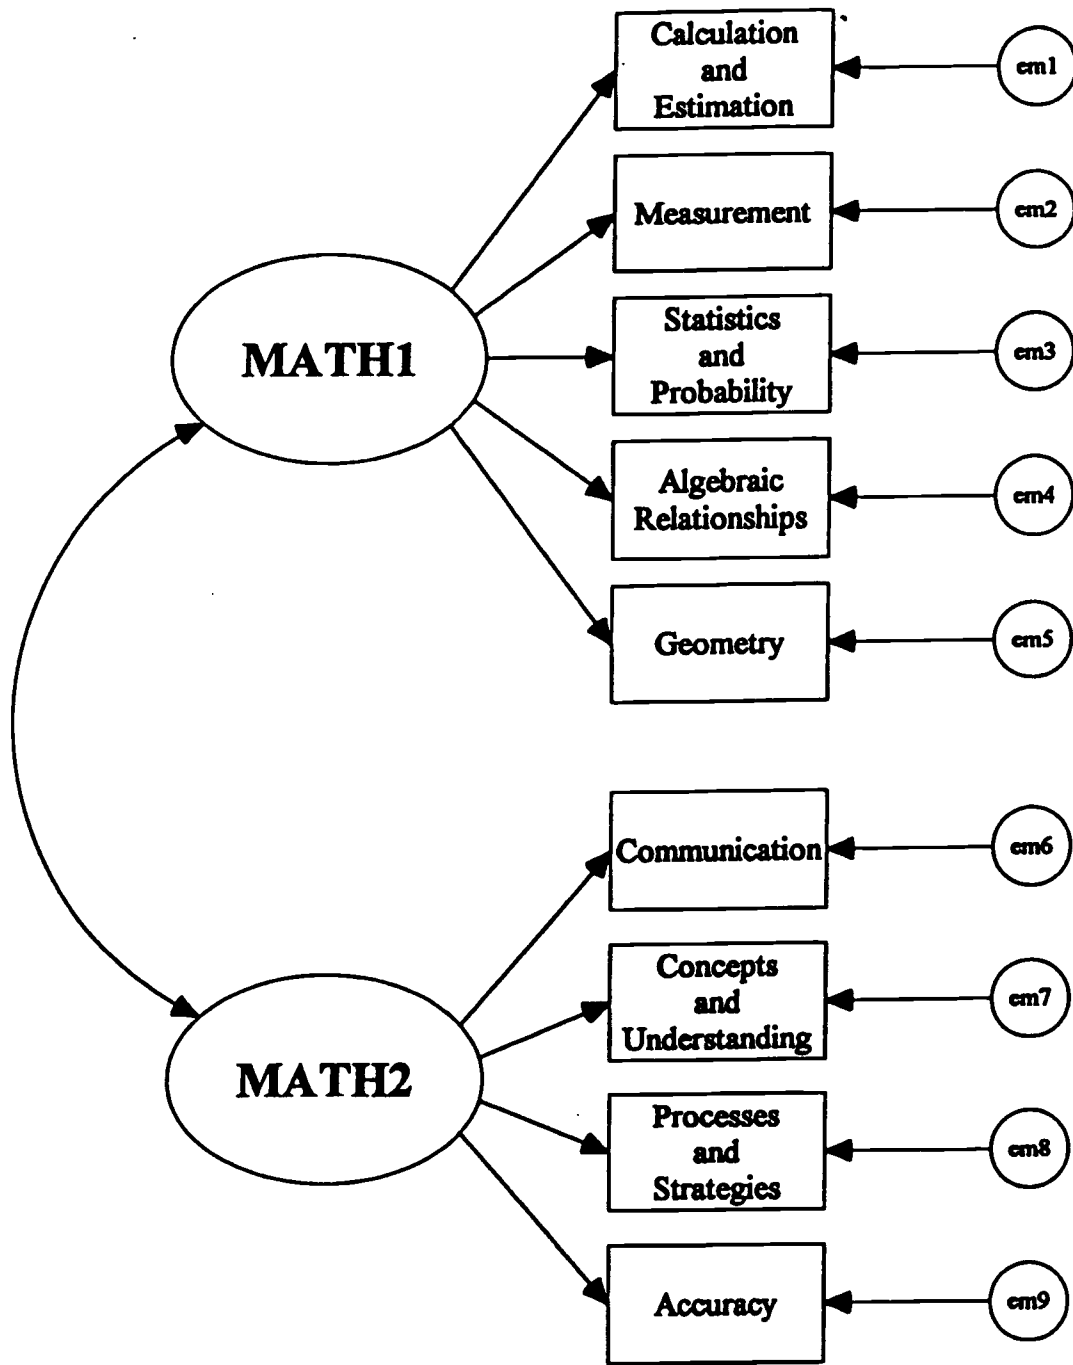 Calculation
and
Estimation
em1
Measurement
em2
MATH1
Statistics
and
Probability
em3
Algebraic
Relationships
em4
Geometry
em5
Communication
em6
Concepts
and
Understanding
em7
MATH2
Processes
and
Strategies
em8
Accuracy
em9